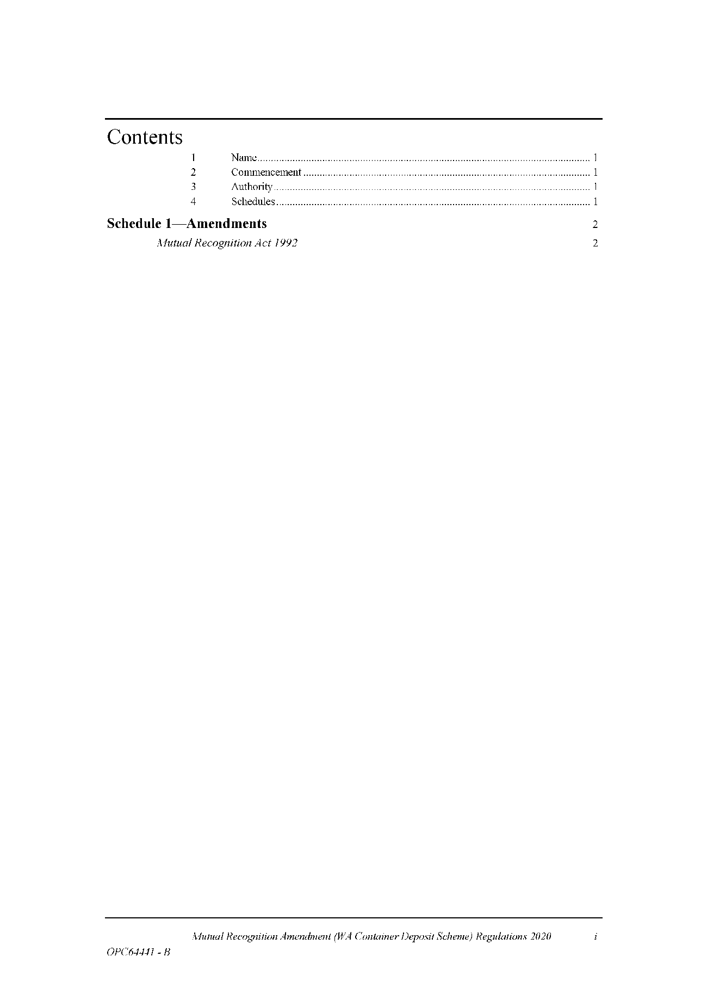 Contents
1 Name 1
2 Commencement 1
3 Authority 1
4 Schedules 1
Schedule 1—Amendments 2
Mutual Recognition Act 1992 2
Mutual Recognition Amendment (WA Container Deposit Scheme) Regulations 2020 i
OPC64441 - B